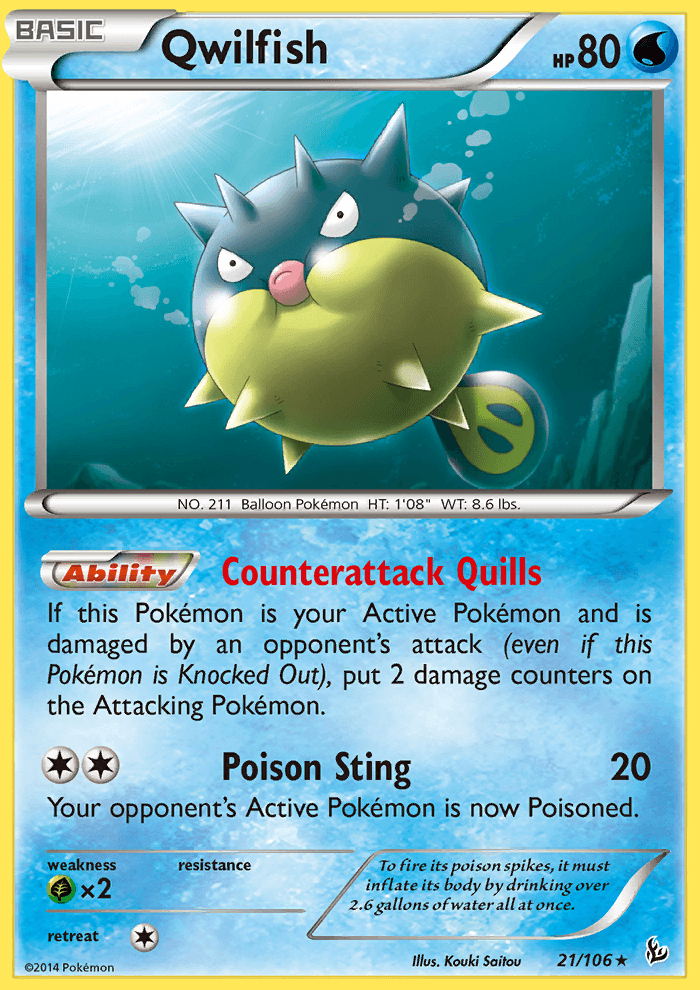 BASIC
Qwilfish
HP80
NO. 211 Balloon Pokémon HT: 1'08" WT: 8.6 lbs.
Ability Counterattack Quills
If this Pokémon is your Active Pokémon and is
damaged by an opponent's attack (even if this
Pokémon is Knocked Out), put 2 damage counters on
the Attacking Pokémon.
Poison Sting 20
Your opponent's Active Pokémon is now Poisoned.
weakness
×2
resistance
retreat
To fire its poison spikes, it must
inflate its body by drinking over
2.6 gallons of water all at once.
©2014 Pokémon
Illus. Kouki Saitou
21/106 ★